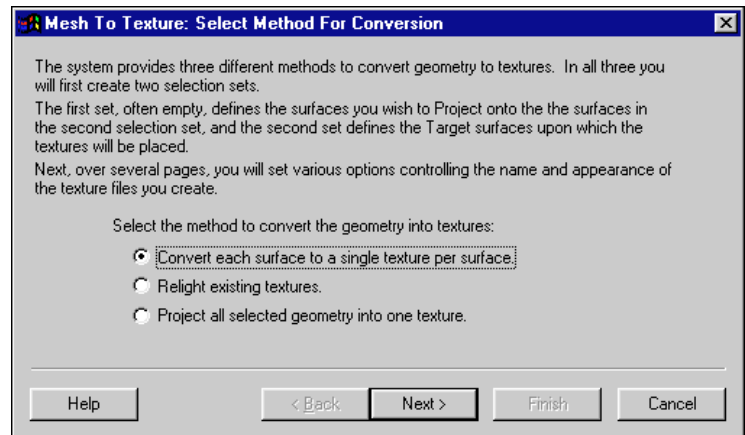 Mesh To Texture: Select Method For Conversion
The system provides three different methods to convert geometry to textures. In all three you
will first create two selection sets.
The first set, often empty, defines the surfaces you wish to Project onto the the surfaces in
the second selection set, and the second set defines the Target surfaces upon which the
textures will be placed.
Next, over several pages, you will set various options controlling the name and appearance of
the texture files you create.
Select the method to convert the geometry into textures:
Convert each surface to a single texture per surface.
Relight existing textures.
Project all selected geometry into one texture.
Help < Back Next > Finish Cancel